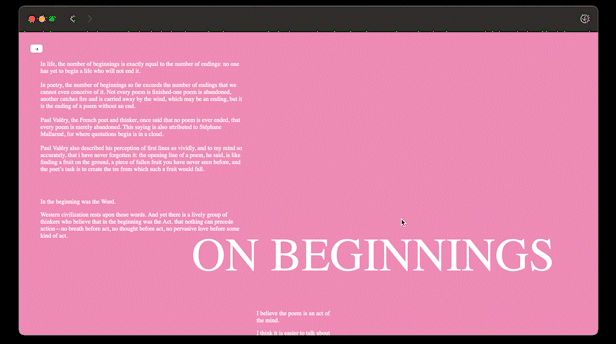 In life, the number of beginnings is exactly equal to the number of endings: no one
has yet to begin a life who will not end it.
In poetry, the number of beginnings so far exceeds the number of endings that we
cannot even conceive of it. Not every poem is finished–one poem is abandoned,
another catches fire and is carried away by the wind, which may be an ending, but it
is the ending of a poem without an end.
Paul Valéry, the French poet and thinker, once said that no poem is ever ended, that
every poem is merely abandoned. This saying is also attributed to Stéphane
Mallarmé, for where quotations begin is in a cloud.
Paul Valéry also described his perception of first lines so vividly, and to my mind so
accurately, that i have never forgotten it: the opening line of a poem, he said, is like
finding a fruit on the ground, a piece of fallen fruit you have never seen before, and
the poet's task is to create the tre from which such a fruit would fall.
In the beginning was the Word.
Western civilization rests upon those words. And yet there is a lively group of
thinkers who believe that in the beginning was the Act. that nothing can precede
action—no breath before act, no thought before act, no pervasive love before some
kind of act.
ON BEGINNINGS
I believe the poem is an act of
the mind.
I think it is easier to talk about